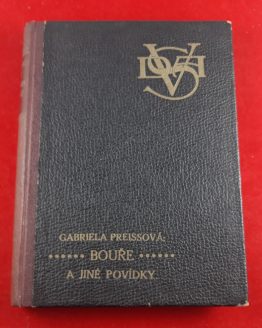 GABRIELA PREISSOVÁ:
•••••• BOUŘE ••••••
A JINÉ POVÍDKY.